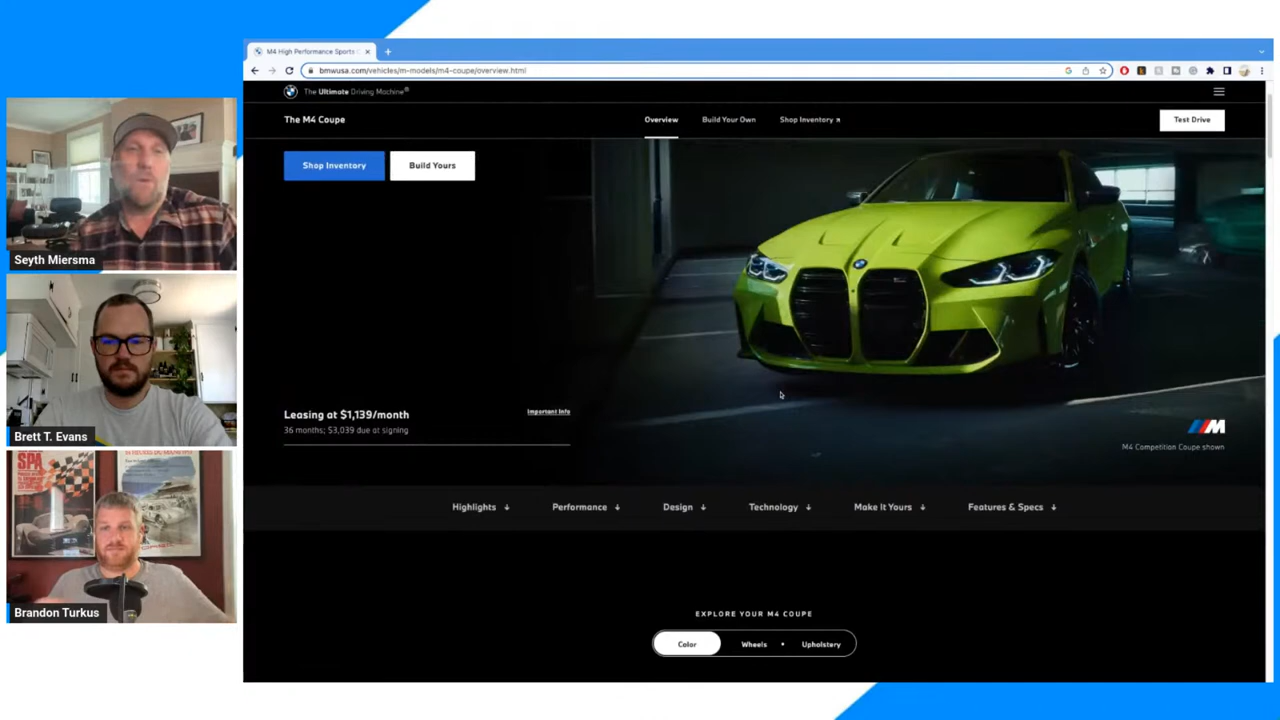 M4 High Performance Sports C
bmwusa.com/vehicles/m-models/m4-coupe/overview.html
The Ultimate Driving Machine®
The M4 Coupe
Overview
Build Your Own
Shop Inventory
Test Drive
Shop Inventory
Build Yours
Leasing at $1,139/month
Important Info
36 months; $3,039 due at signing
M
M4 Competition Coupe shown
Highlights
Performance
Design
Technology
Make It Yours
Features & Specs
EXPLORE YOUR M4 COUPE
Color
Wheels
Upholstery
Seyth Miersma
Brett T. Evans
SPA
Brandon Turkus